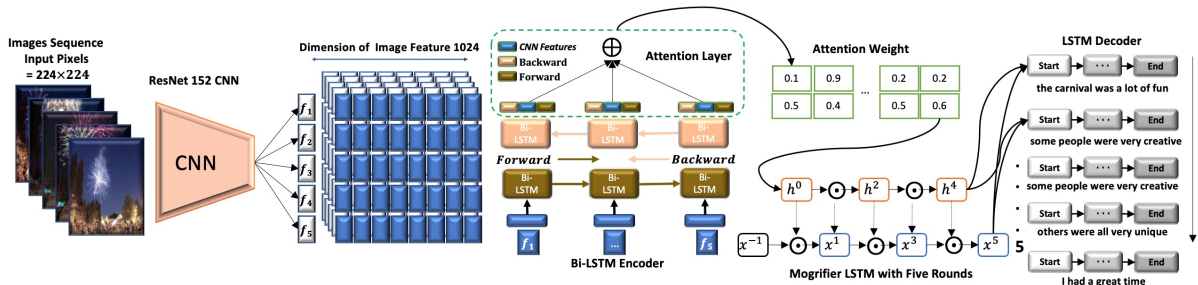 Images Sequence
Input Pixels
= 224×224
ResNet 152 CNN
CNN
f₁
f₂
f₃
f₄
f₅
Dimension of Image Feature 1024
CNN Features
Backward
Forward
Attention Layer
Bi-
LSTM
Bi-
LSTM
Bi-
LSTM
Forward
Backward
Bi-
LSTM
Bi-
LSTM
Bi-
LSTM
f₁
...
f₅
Bi-LSTM Encoder
Attention Weight
0.1 0.9
0.5 0.4
...
0.2 0.2
0.5 0.6
h⁰
h²
h⁴
x⁻¹
x¹
x³
x⁵
5
Mogrifier LSTM with Five Rounds
LSTM Decoder
Start ... End
the carnival was a lot of fun
Start ... End
some people were very creative
Start ... End
some people were very creative
Start ... End
others were all very unique
Start ... End
I had a great time